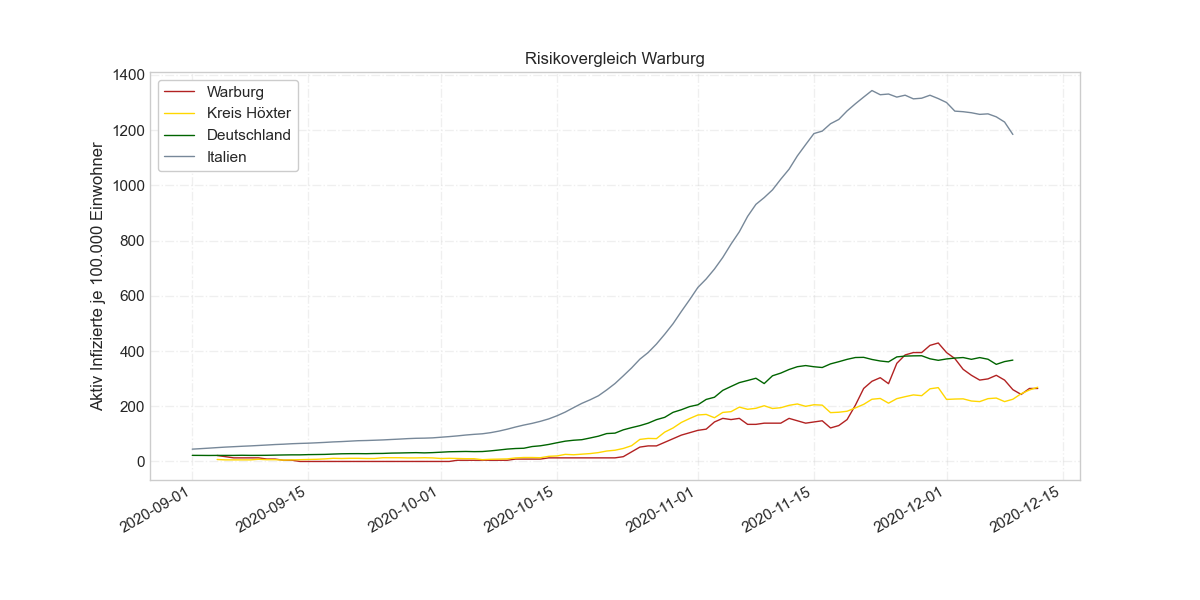 Risikovergleich Warburg
Warburg
Kreis Höxter
Deutschland
Italien
Aktiv Infizierte je 100.000 Einwohner
1400
1200
1000
800
600
400
200
0
2020-09-01
2020-09-15
2020-10-01
2020-10-15
2020-11-01
2020-11-15
2020-12-01
2020-12-15